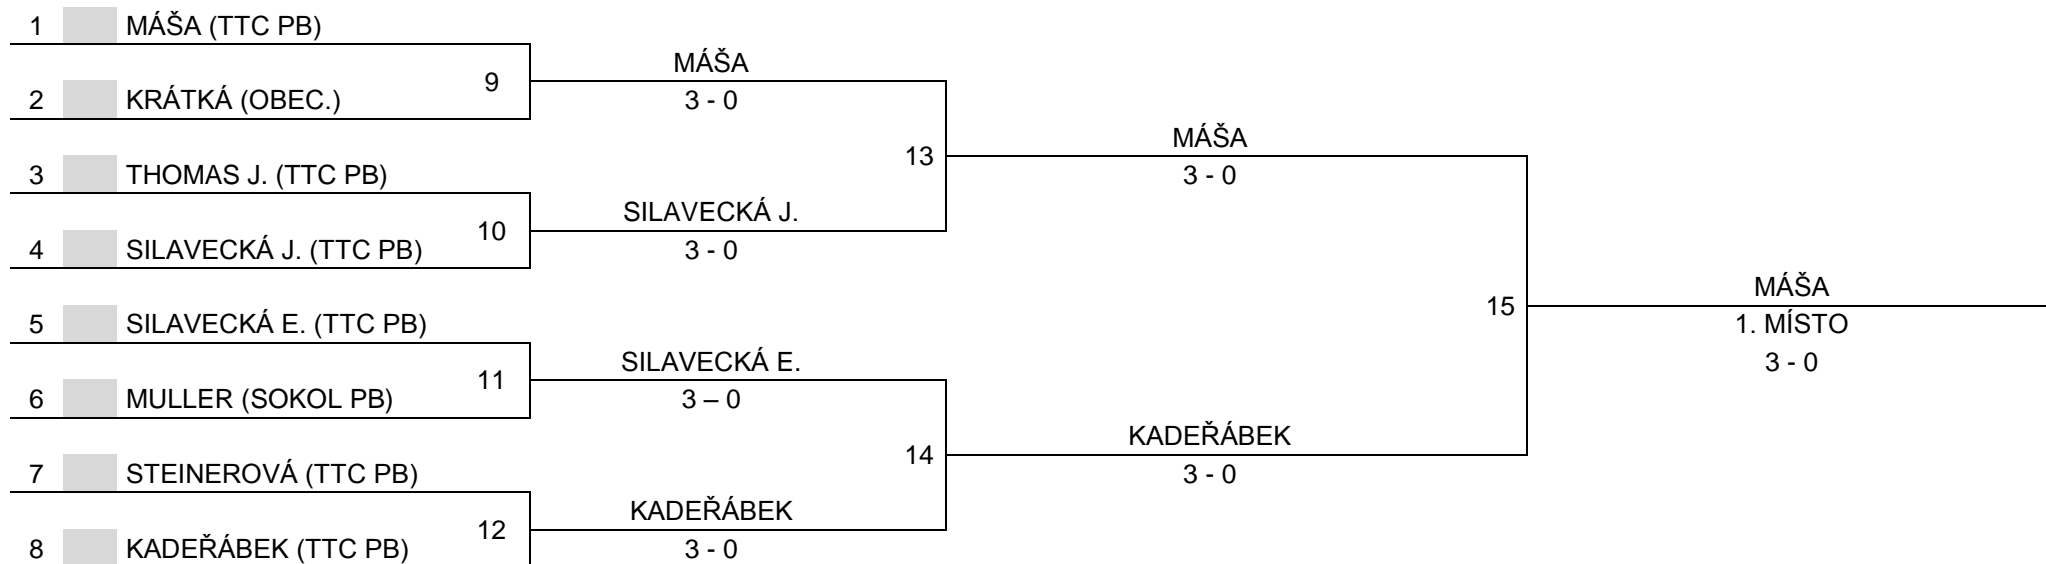 1 MÁŠA (TTC PB)
MÁŠA
9
2 KRÁTKÁ (OBEC.)
3 - 0
MÁŠA
13
3 THOMAS J. (TTC PB)
3 - 0
SILAVECKÁ J.
10
4 SILAVECKÁ J. (TTC PB)
3 - 0
MÁŠA
15
5 SILAVECKÁ E. (TTC PB)
1. MÍSTO
SILAVECKÁ E.
3 - 0
11
6 MULLER (SOKOL PB)
3 – 0
KADEŘÁBEK
14
7 STEINEROVÁ (TTC PB)
3 - 0
KADEŘÁBEK
12
8 KADEŘÁBEK (TTC PB)
3 - 0